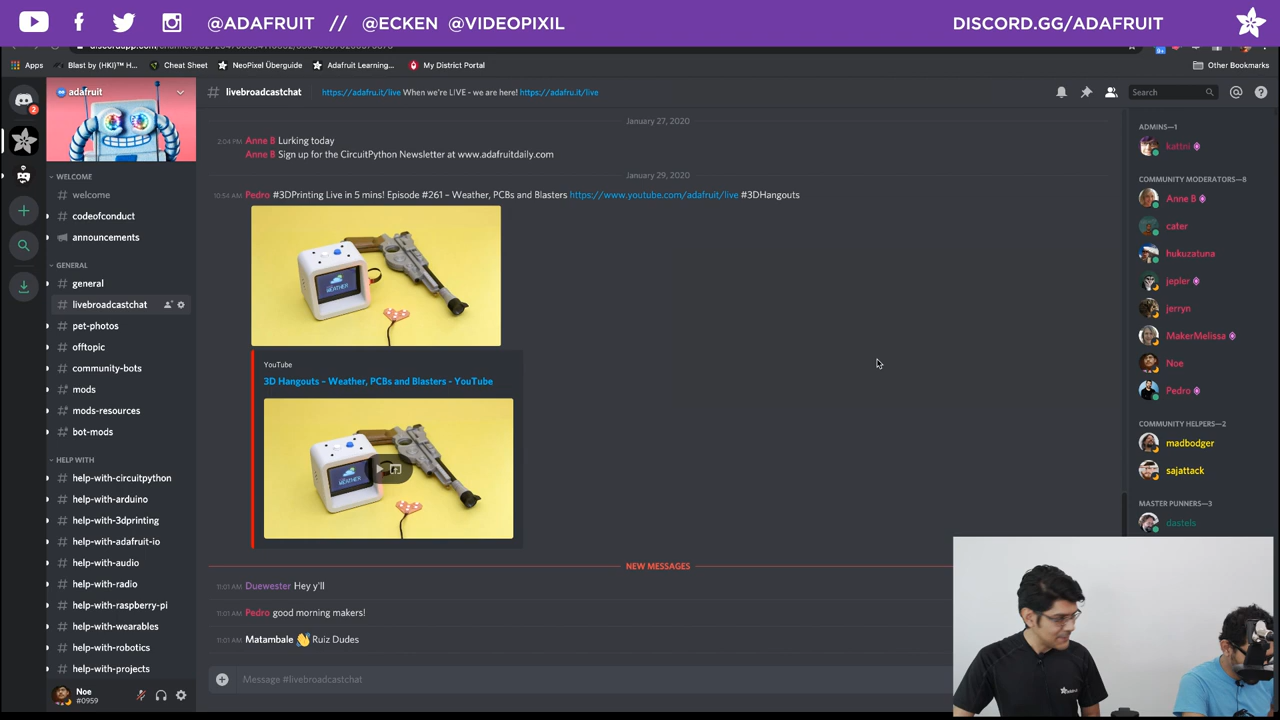 @ADAFRUIT // @ECKEN @VIDEOPIXIL
DISCORD.GG/ADAFRUIT
Apps
Blast by (HKI)™ H...
Cheat Sheet
NeoPixel Überguide
Adafruit Learning...
My District Portal
Other Bookmarks
2
adafruit
# livebroadcastchat
https://adafru.it/live When we're LIVE - we are here! https://adafru.it/live
Search
WELCOME
welcome
codeofconduct
announcements
GENERAL
# general
# livebroadcastchat
# pet-photos
# offtopic
# community-bots
# mods
# mods-resources
# bot-mods
HELP WITH
# help-with-circuitpython
# help-with-arduino
# help-with-3dprinting
# help-with-adafruit-io
# help-with-audio
# help-with-radio
# help-with-raspberry-pi
# help-with-wearables
# help-with-robotics
# help-with-projects
Noe
#0959
January 27, 2020
2:04 PM Anne B Lurking today
Anne B Sign up for the CircuitPython Newsletter at www.adafruitdaily.com
January 29, 2020
10:54 AM Pedro #3DPrinting Live in 5 mins! Episode #261 – Weather, PCBs and Blasters https://www.youtube.com/adafruit/live #3DHangouts
WEATHER
YouTube
3D Hangouts – Weather, PCBs and Blasters - YouTube
WEATHER
NEW MESSAGES
11:01 AM Duewester Hey y'll
11:01 AM Pedro good morning makers!
11:01 AM Matambale 👋 Ruiz Dudes
Message #livebroadcastchat
ADMINS—1
kattni
COMMUNITY MODERATORS—8
Anne B
cater
hukuzatuna
jepler
jerryn
MakerMelissa
Noe
Pedro
COMMUNITY HELPERS—2
madbodger
sajattack
MASTER PUNNERS—3
dastels